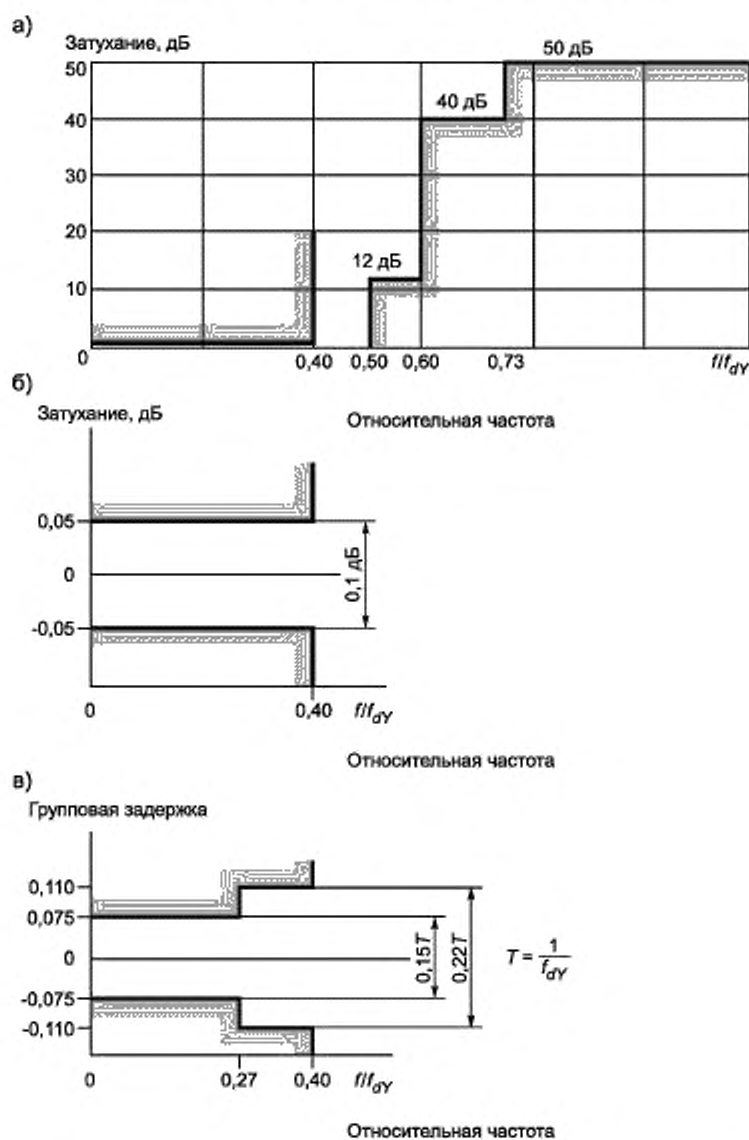 а)
Затухание, дБ
50 дБ
50
40 дБ
40
30
20
12 дБ
10
0
0,40 0,50 0,60 0,73 f/fdY
Относительная частота
б)
Затухание, дБ
0,05
0
-0,05
0,1 дБ
0 0,40 f/fdY
Относительная частота
в)
Групповая задержка
0,110
0,075
0
-0,075
-0,110
0,15T
0,22T
T = 1/fdY
0 0,27 0,40 f/fdY
Относительная частота